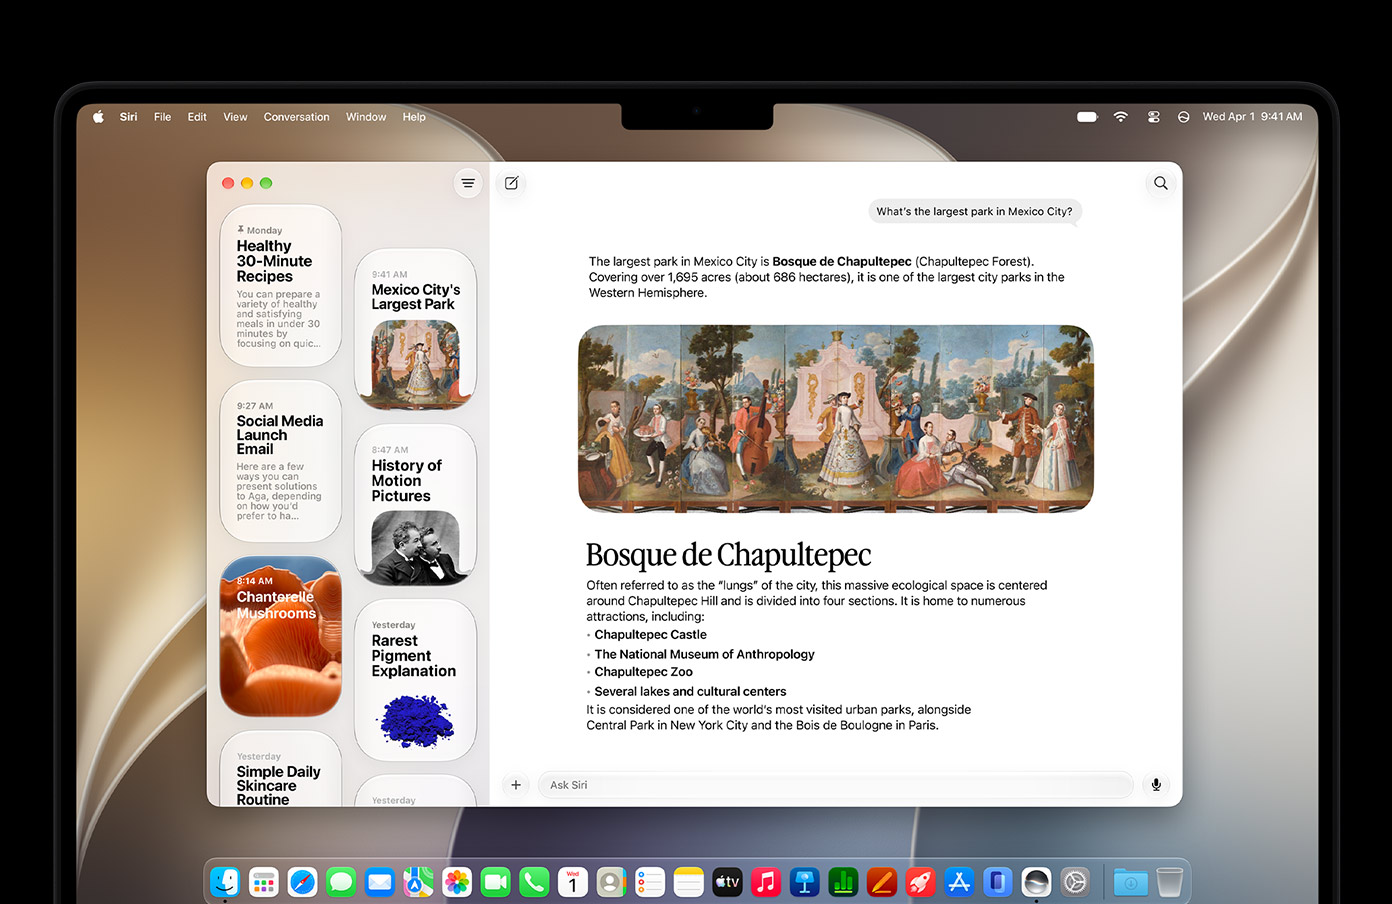 Siri File Edit View Conversation Window Help
Wed Apr 1 9:41 AM
Monday
Healthy
30-Minute
Recipes
You can prepare a
variety of healthy
and satisfying
meals in under 30
minutes by
focusing on quic...
9:27 AM
Social Media
Launch
Email
Here are a few
ways you can
present solutions
to Aga, depending
on how you'd
prefer to ha...
8:14 AM
Chanterelle
Mushrooms
Yesterday
Simple Daily
Skincare
Routine
9:41 AM
Mexico City's
Largest Park
8:47 AM
History of
Motion
Pictures
Yesterday
Rarest
Pigment
Explanation
Yesterday
What's the largest park in Mexico City?
The largest park in Mexico City is Bosque de Chapultepec (Chapultepec Forest).
Covering over 1,695 acres (about 686 hectares), it is one of the largest city parks in the
Western Hemisphere.
Bosque de Chapultepec
Often referred to as the “lungs” of the city, this massive ecological space is centered
around Chapultepec Hill and is divided into four sections. It is home to numerous
attractions, including:
• Chapultepec Castle
• The National Museum of Anthropology
• Chapultepec Zoo
• Several lakes and cultural centers
It is considered one of the world's most visited urban parks, alongside
Central Park in New York City and the Bois de Boulogne in Paris.
Ask Siri
Wed
1
tv